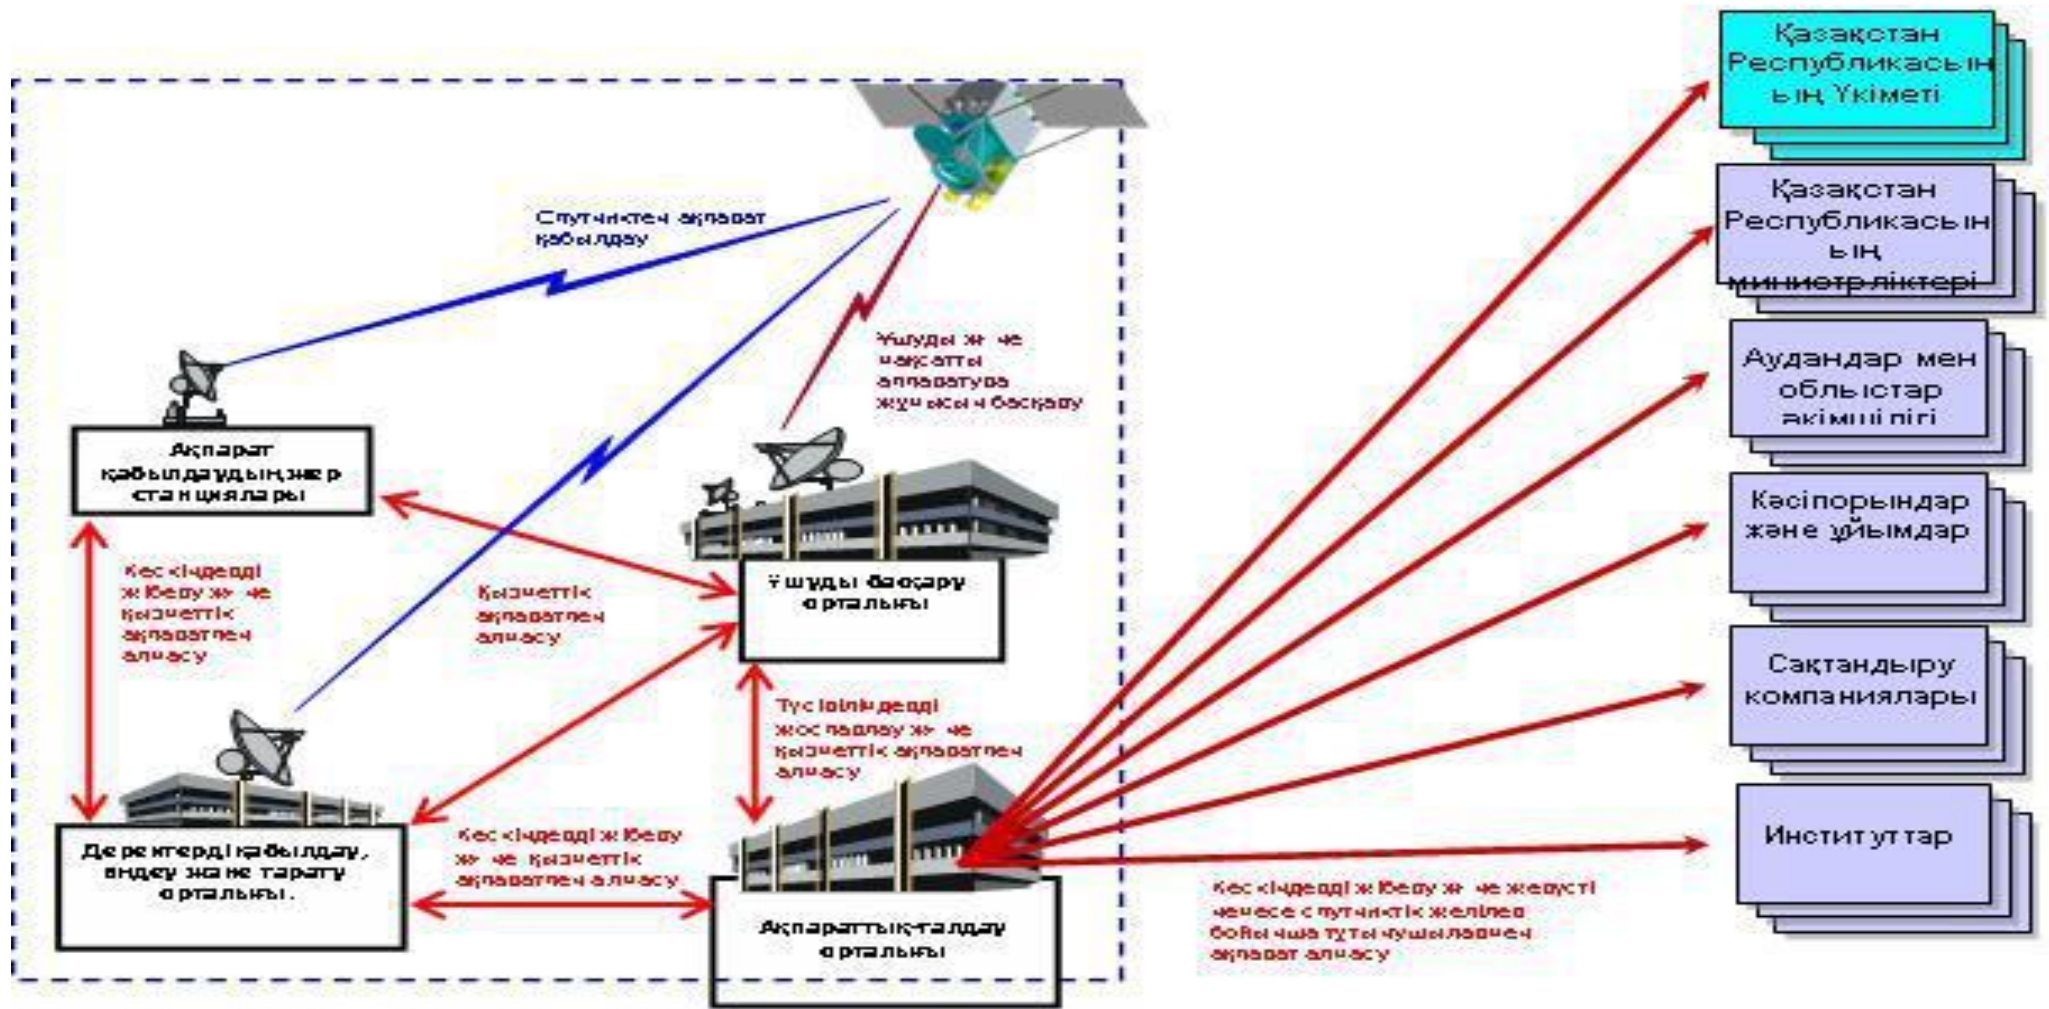 Қазақстан
Республикасын
ың Үкіметі
Қазақстан
Республикасын
ың
министрліктері
Аудандар мен
облыстар
әкімшілігі
Кәсіпорындар
және ұйымдар
Сақтандыру
компаниялары
Институттар
Спутниктен ақпарат
қабылдау
Ұшуды және
мақсатты
аппаратура
жұмысын басқару
Ақпарат
қабылдаудың жер
станциялары
Ұшуды басқару
орталығы
Кескіндерді
жіберу және
қызметтік
ақпаратпен
алмасу
Қызметтік
ақпаратпен
алмасу
Түсірілімдерді
жоспарлау және
қызметтік ақпаратпен
алмасу
Деректерді қабылдау,
өңдеу және тарату
орталығы.
Кескіндерді жіберу
және қызметтік
ақпаратпен алмасу
Ақпараттық-талдау
орталығы
Кескіндерді жіберу және жерүсті
немесе спутниктік желілер
бойынша тұтынушылармен
ақпарат алмасу